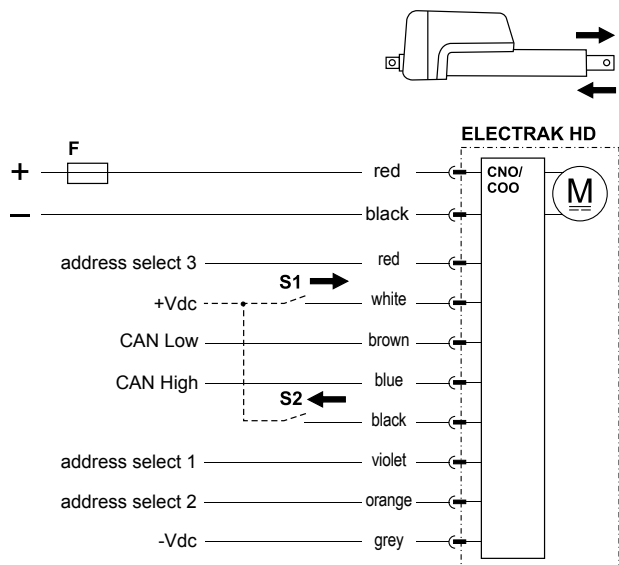 ELECTRAK HD
F
+ red CNO/
COO M
– black
address select 3 red
S1
+Vdc white
CAN Low brown
CAN High blue
S2
black
address select 1 violet
address select 2 orange
-Vdc grey